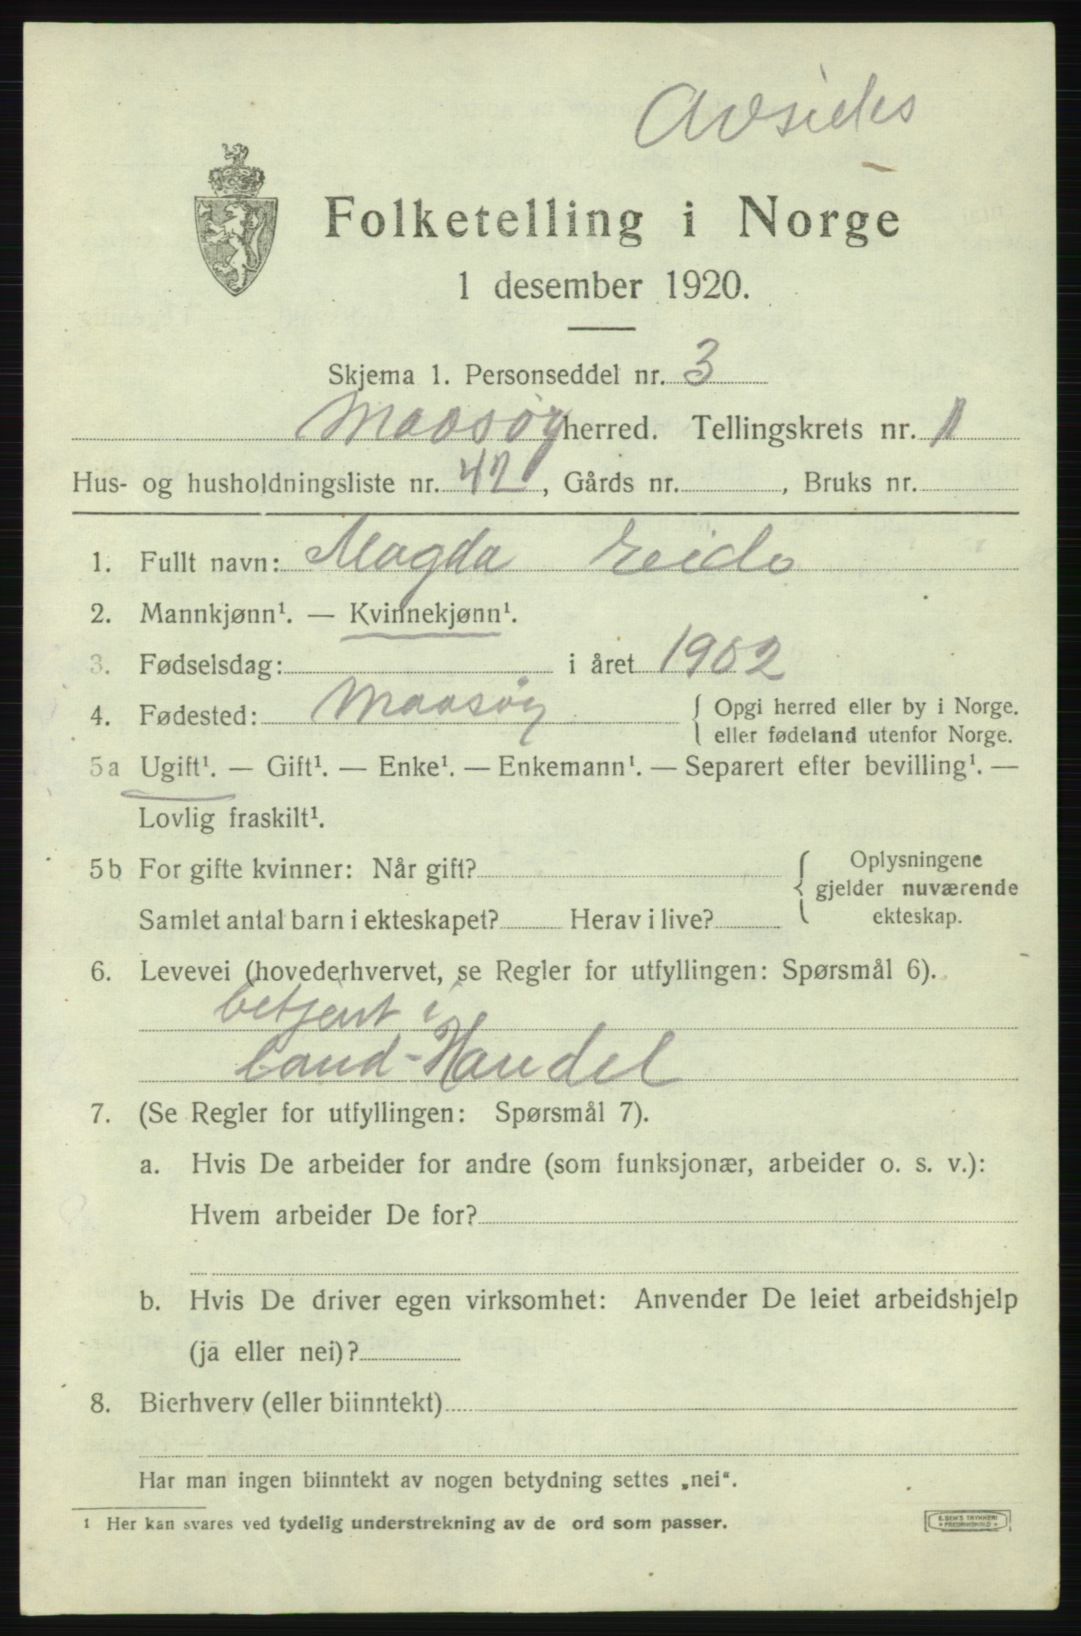 Avsides
Folketelling i Norge
1 desember 1920.
Skjema 1. Personseddel nr. 3
Maasøy herred. Tellingskrets nr. 11
Hus- og husholdningsliste nr. 42, Gårds nr. , Bruks nr.
1. Fullt navn: Magda Eide
2. Mannkjønn¹. — Kvinnekjønn¹.
3. Fødselsdag: i året 1902
4. Fødested: Maasøy { Opgi herred eller by i Norge.
eller fødeland utenfor Norge.
5a Ugift¹. — Gift¹. — Enke¹. — Enkemann¹. — Separert efter bevilling¹. —
Lovlig fraskilt¹.
5b For gifte kvinner: Når gift? { Oplysningene
gjelder nuværende
Samlet antal barn i ekteskapet? Herav i live? ekteskap.
6. Levevei (hovederhvervet, se Regler for utfyllingen: Spørsmål 6).
betjent i
Land-Handel
7. (Se Regler for utfyllingen: Spørsmål 7).
a. Hvis De arbeider for andre (som funksjonær, arbeider o. s. v.):
Hvem arbeider De for?
b. Hvis De driver egen virksomhet: Anvender De leiet arbeidshjelp
(ja eller nei)?
8. Bierhverv (eller biinntekt)
Har man ingen biinntekt av nogen betydning settes „nei“.
¹ Her kan svares ved tydelig understrekning av de ord som passer.